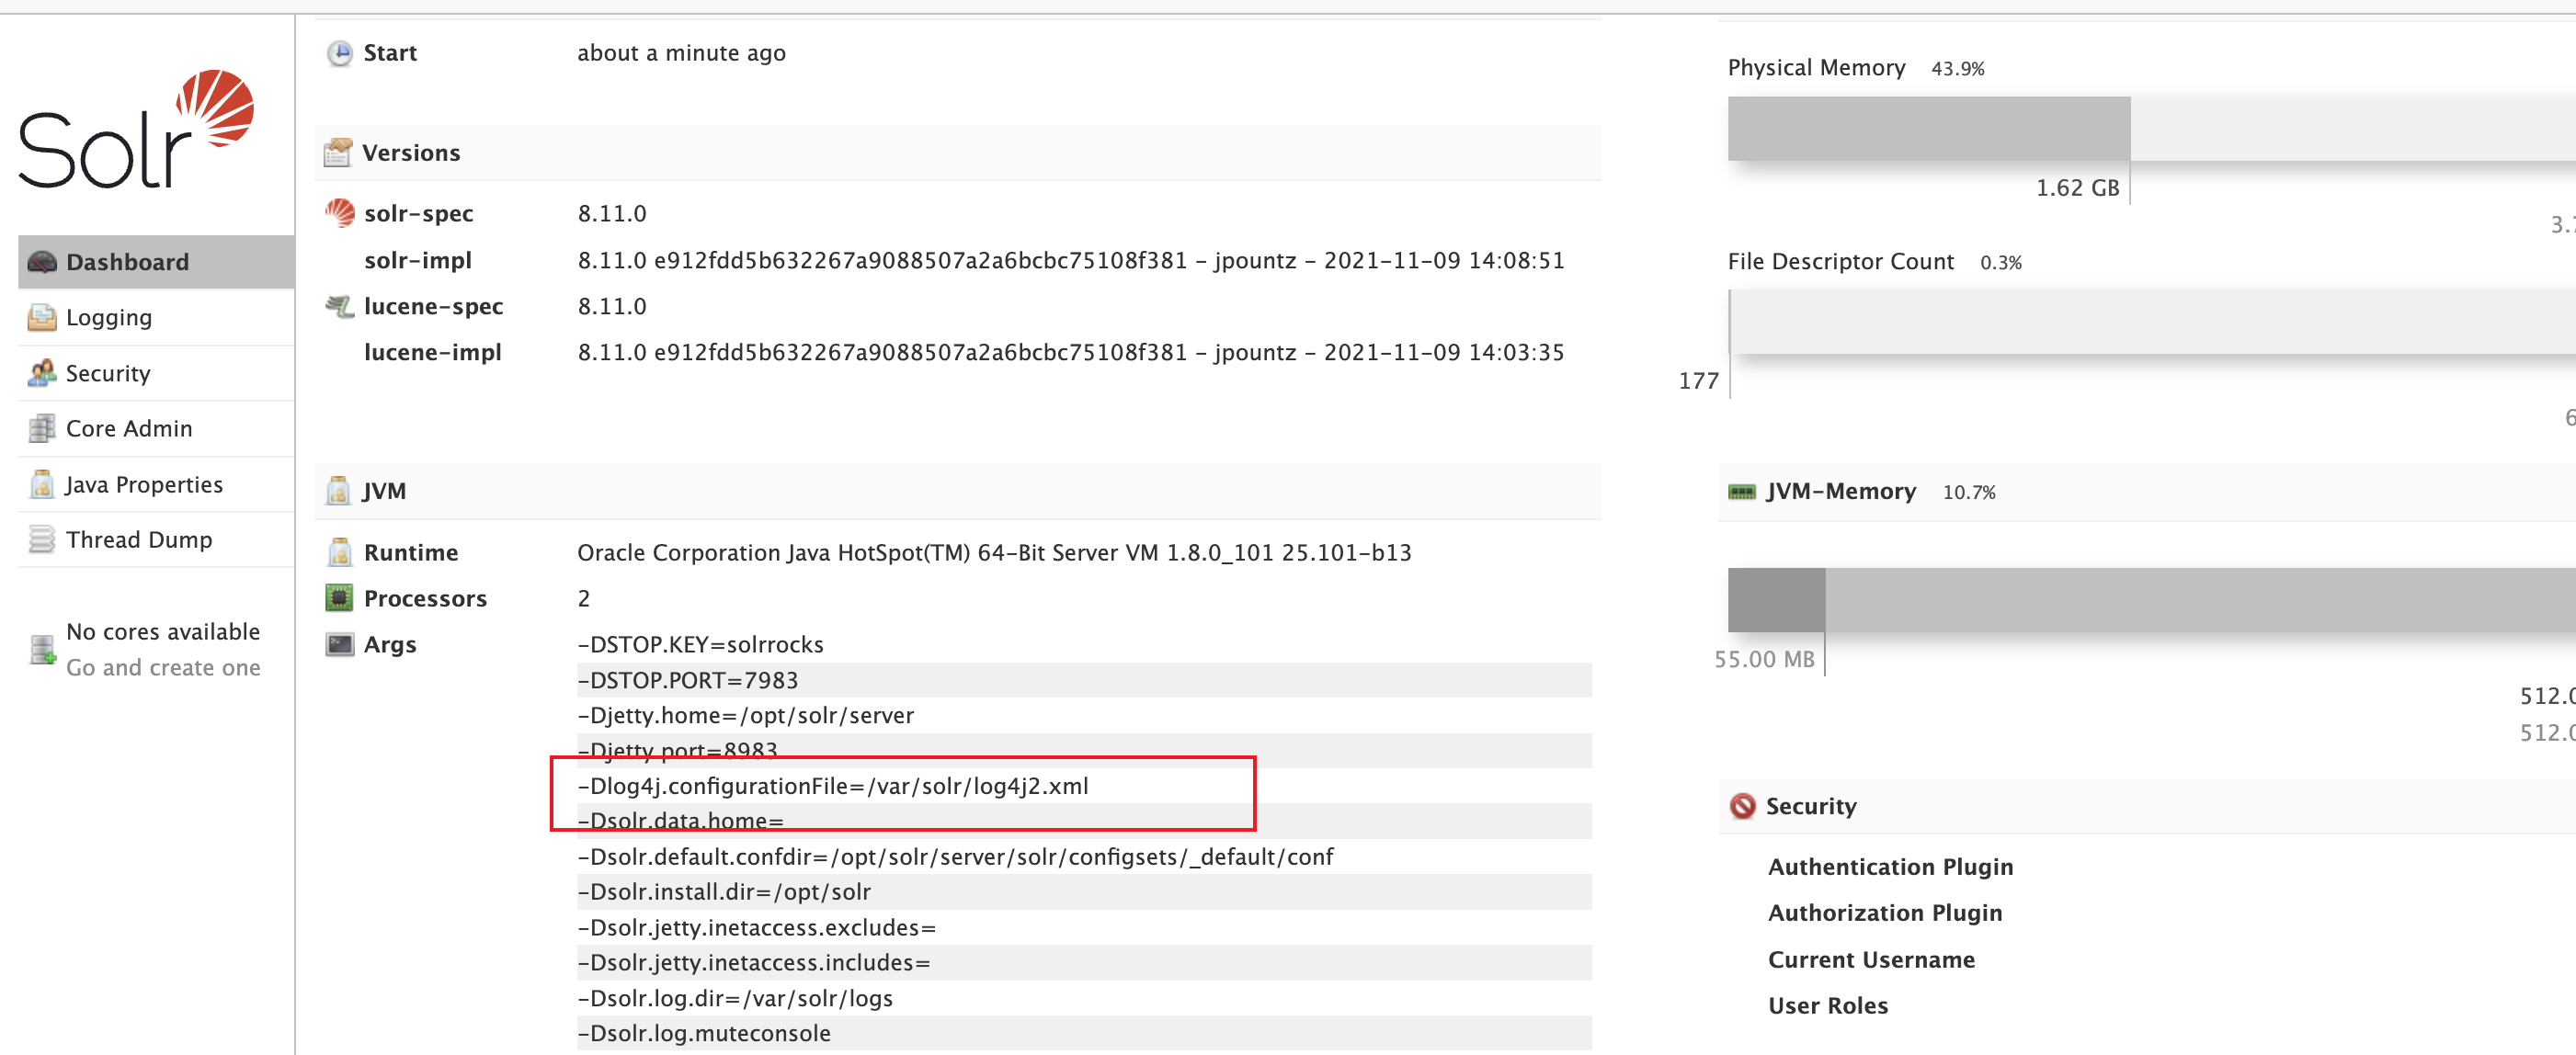 Solr
Dashboard
Logging
Security
Core Admin
Java Properties
Thread Dump
No cores available
Go and create one
Start about a minute ago
Versions
solr-spec 8.11.0
solr-impl 8.11.0 e912fdd5b632267a9088507a2a6bcbc75108f381 - jpountz - 2021-11-09 14:08:51
lucene-spec 8.11.0
lucene-impl 8.11.0 e912fdd5b632267a9088507a2a6bcbc75108f381 - jpountz - 2021-11-09 14:03:35
JVM
Runtime Oracle Corporation Java HotSpot(TM) 64-Bit Server VM 1.8.0_101 25.101-b13
Processors 2
Args -DSTOP.KEY=solrrocks
-DSTOP.PORT=7983
-Djetty.home=/opt/solr/server
-Djetty.port=8983
-Dlog4j.configurationFile=/var/solr/log4j2.xml
-Dsolr.data.home=
-Dsolr.default.confdir=/opt/solr/server/solr/configsets/_default/conf
-Dsolr.install.dir=/opt/solr
-Dsolr.jetty.inetaccess.excludes=
-Dsolr.jetty.inetaccess.includes=
-Dsolr.log.dir=/var/solr/logs
-Dsolr.log.muteconsole
Physical Memory 43.9%
1.62 GB
File Descriptor Count 0.3%
177
JVM-Memory 10.7%
55.00 MB
Security
Authentication Plugin
Authorization Plugin
Current Username
User Roles